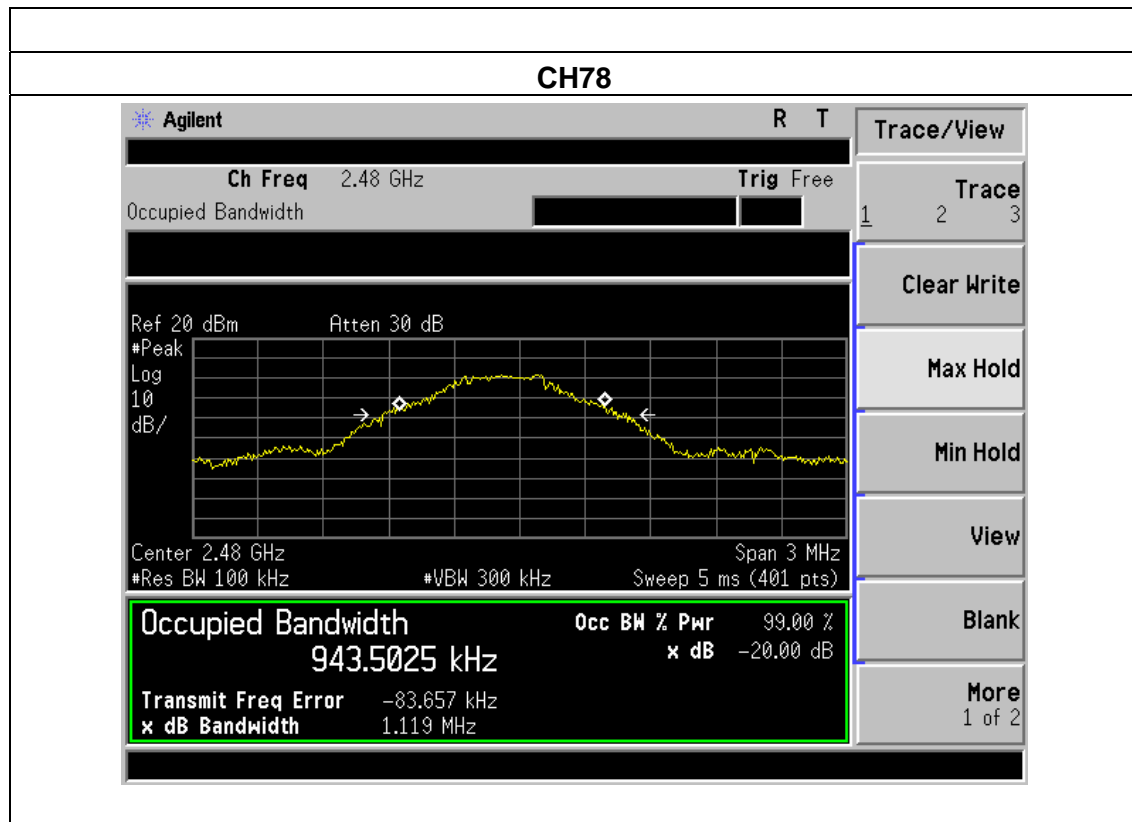 CH78
Agilent R T
Ch Freq 2.48 GHz Trig Free
Occupied Bandwidth
Ref 20 dBm Atten 30 dB
#Peak
Log
10
dB/
Center 2.48 GHz Span 3 MHz
#Res BW 100 kHz #VBW 300 kHz Sweep 5 ms (401 pts)
Occupied Bandwidth Occ BW % Pwr 99.00 %
943.5025 kHz x dB -20.00 dB
Transmit Freq Error -83.657 kHz
x dB Bandwidth 1.119 MHz
Trace/View
Trace
1 2 3
Clear Write
Max Hold
Min Hold
View
Blank
More
1 of 2